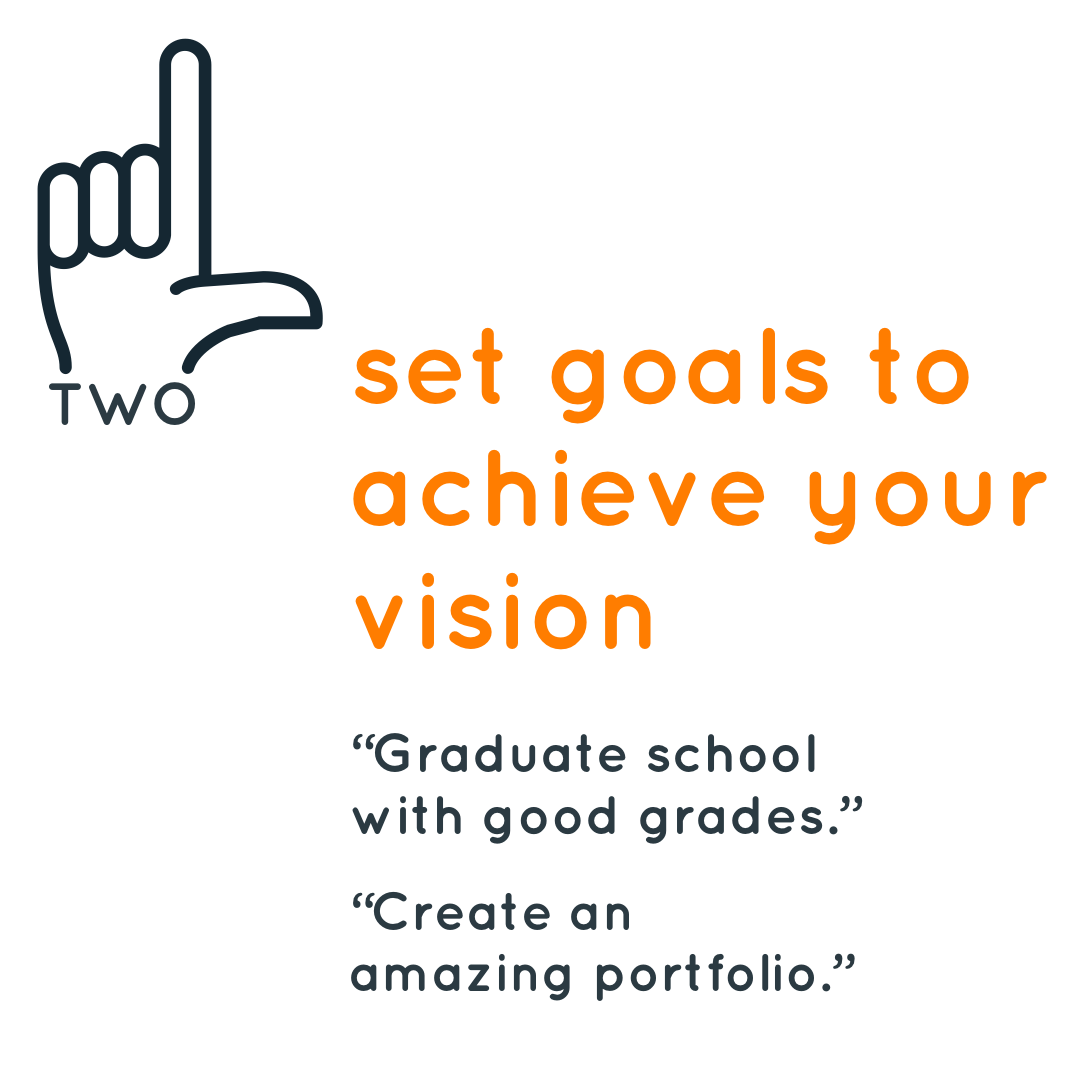 TWO
set goals to
achieve your
vision
“Graduate school
with good grades.”
“Create an
amazing portfolio.”